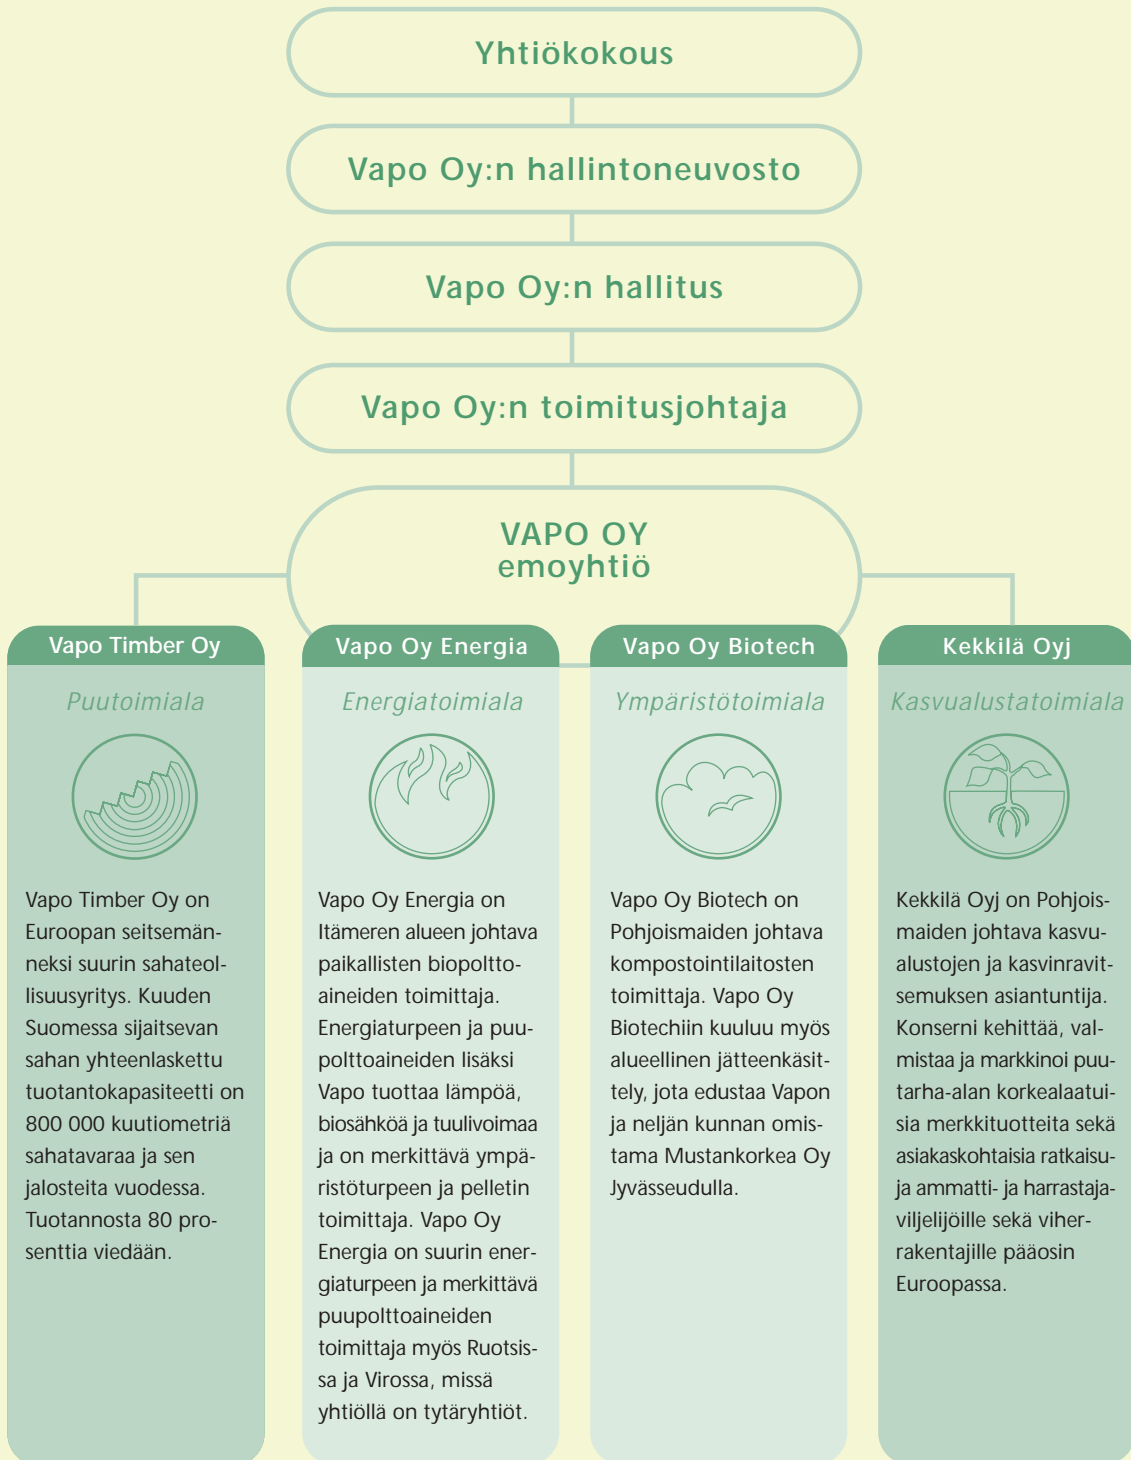 Yhtiökokous
Vapo Oy:n hallintoneuvosto
Vapo Oy:n hallitus
Vapo Oy:n toimitusjohtaja
VAPO OY
emoyhtiö
Vapo Timber Oy
Puutoimiala
Vapo Timber Oy on
Euroopan seitsemän-
neksi suurin sahateol-
lisuusyritys. Kuuden
Suomessa sijaitsevan
sahan yhteenlaskettu
tuotantokapasiteetti on
800 000 kuutiometriä
sahatavaraa ja sen
jalosteita vuodessa.
Tuotannosta 80 pro-
senttia viedään.
Vapo Oy Energia
Energiatoimiala
Vapo Oy Energia on
Itämeren alueen johtava
paikallisten biopoltto-
aineiden toimittaja.
Energiaturpeen ja puu-
polttoaineiden lisäksi
Vapo tuottaa lämpöä,
biosähköä ja tuulivoimaa
ja on merkittävä ympä-
ristöturpeen ja pelletin
toimittaja. Vapo Oy
Energia on suurin ener-
giaturpeen ja merkittävä
puupolttoaineiden
toimittaja myös Ruotsis-
sa ja Virossa, missä
yhtiöllä on tytäryhtiöt.
Vapo Oy Biotech
Ympäristötoimiala
Vapo Oy Biotech on
Pohjoismaiden johtava
kompostointilaitosten
toimittaja. Vapo Oy
Biotechiin kuuluu myös
alueellinen jätteenkäsit-
tely, jota edustaa Vapon
ja neljän kunnan omis-
tama Mustankorkea Oy
Jyvässeudulla.
Kekkilä Oyj
Kasvualustatoimiala
Kekkilä Oyj on Pohjois-
maiden johtava kasvu-
alustojen ja kasvinravit-
semuksen asiantuntija.
Konserni kehittää, val-
mistaa ja markkinoi puu-
tarha-alan korkealaatui-
sia merkkituotteita sekä
asiakaskohtaisia ratkaisu-
ja ammatti- ja harrastaja-
viljelijöille sekä viher-
rakentajille pääosin
Euroopassa.